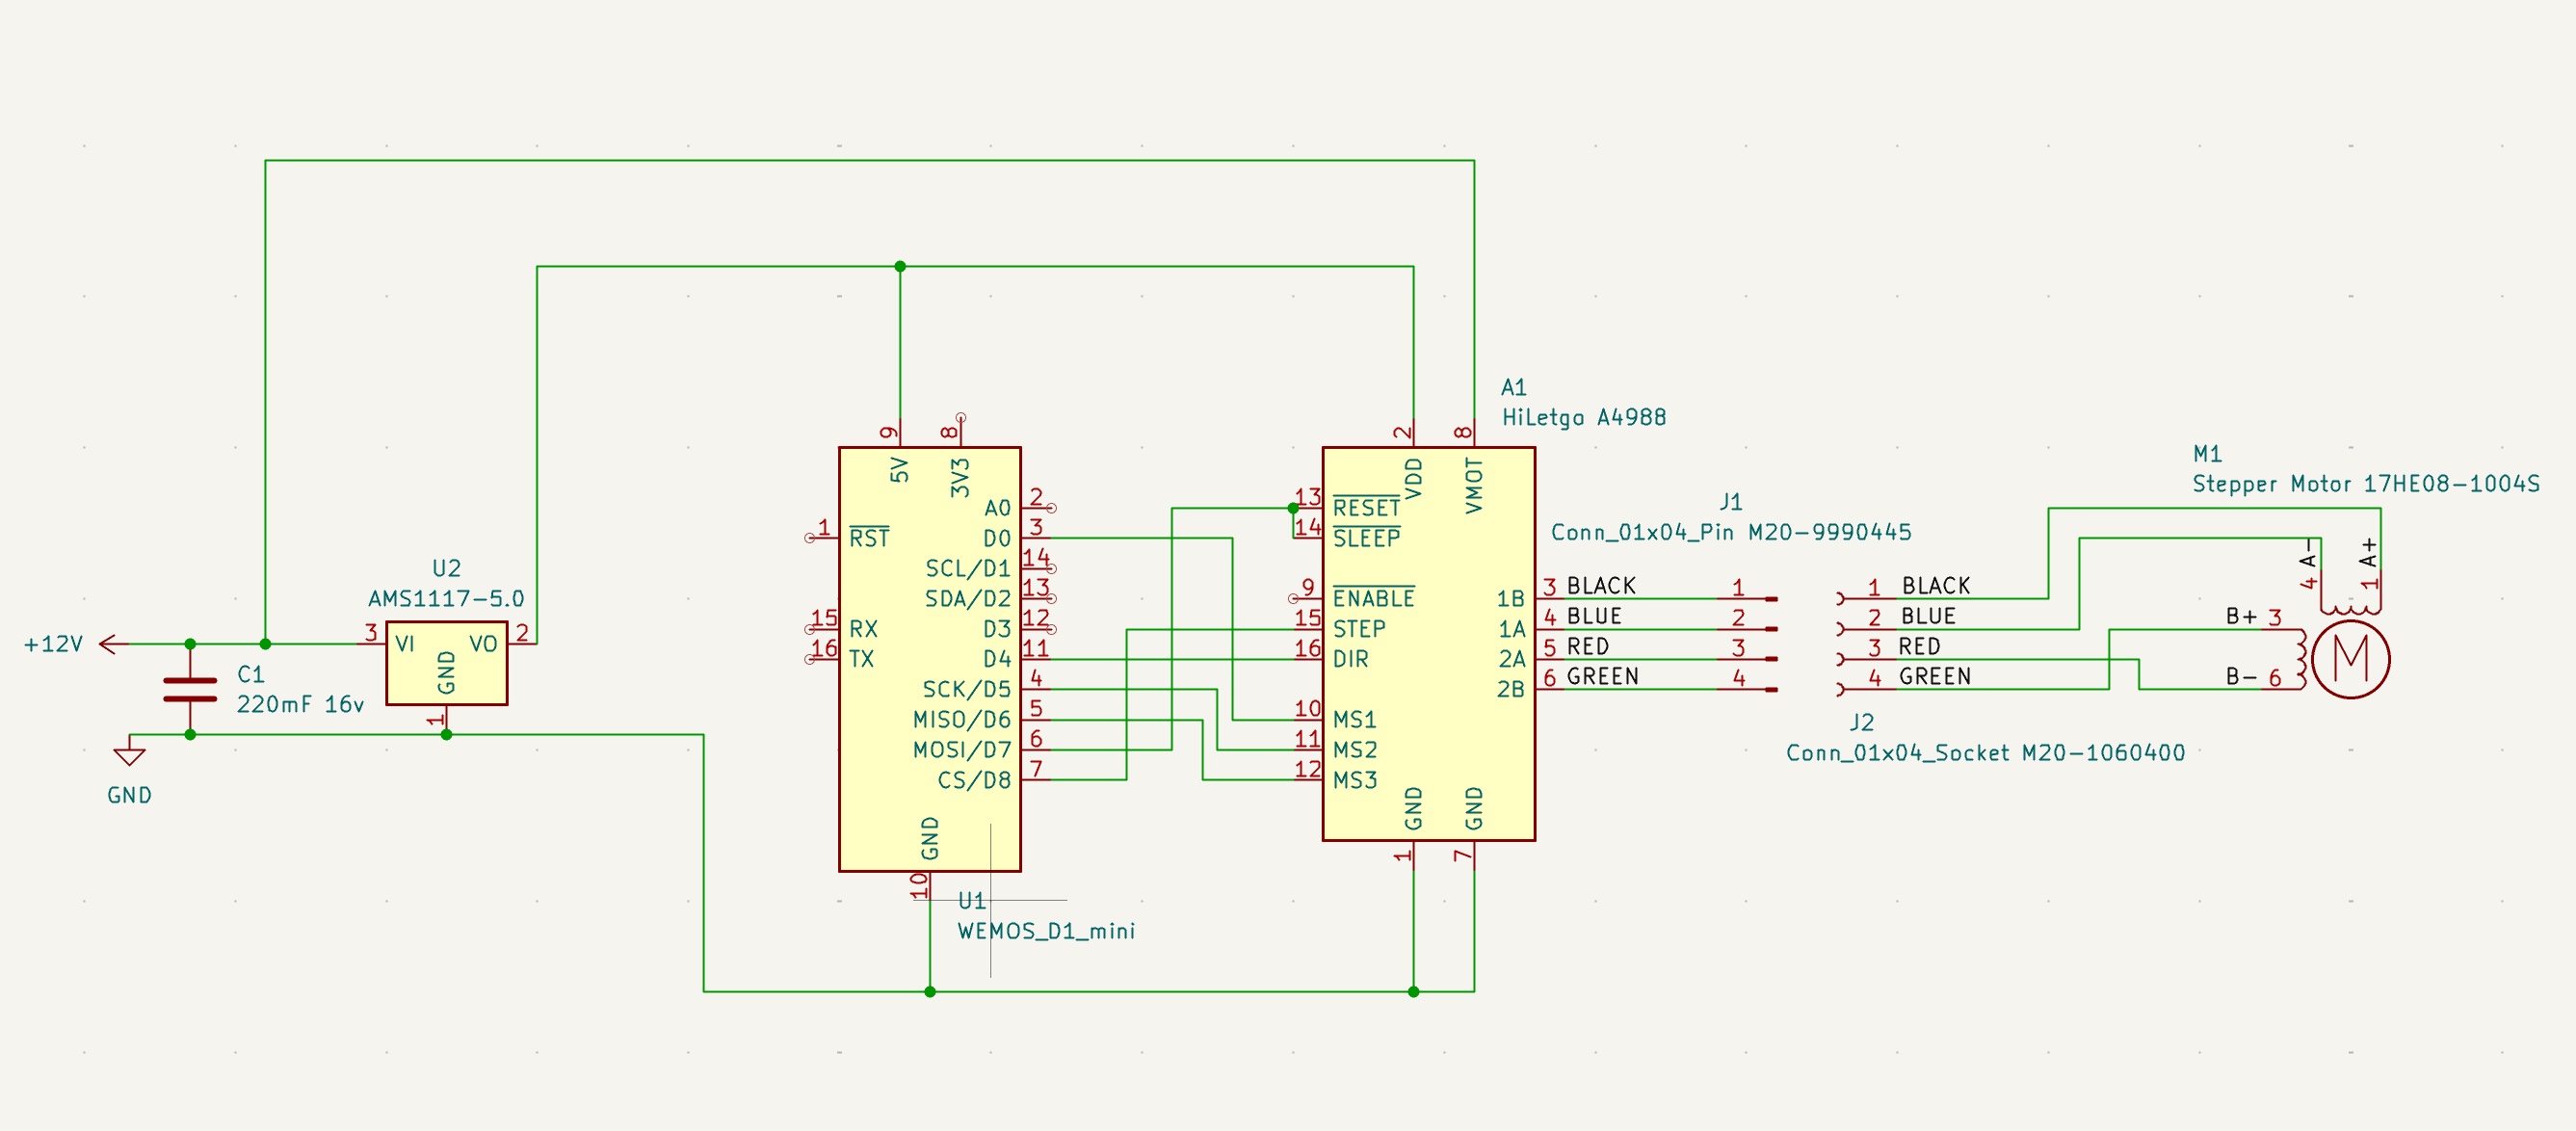 +12V
C1
220mF 16v
GND
U2
AMS1117-5.0
3
VI
VO
2
GND
1
9
8
5V
3V3
1
RST
15
RX
16
TX
A0
2
D0
3
SCL/D1
14
SDA/D2
13
D3
12
D4
11
SCK/D5
4
MISO/D6
5
MOSI/D7
6
CS/D8
7
GND
10
U1
WEMOS_D1_mini
A1
HiLetgo A4988
2
8
VDD
VMOT
13
RESET
14
SLEEP
9
ENABLE
15
STEP
16
DIR
10
MS1
11
MS2
12
MS3
1B
3
BLACK
1A
4
BLUE
2A
5
RED
2B
6
GREEN
GND
GND
1
7
J1
Conn_01x04_Pin M20-9990445
1
2
3
4
1
BLACK
2
BLUE
3
RED
4
GREEN
J2
Conn_01x04_Socket M20-1060400
M1
Stepper Motor 17HE08-1004S
A-
A+
4
1
B+
3
B-
6
M